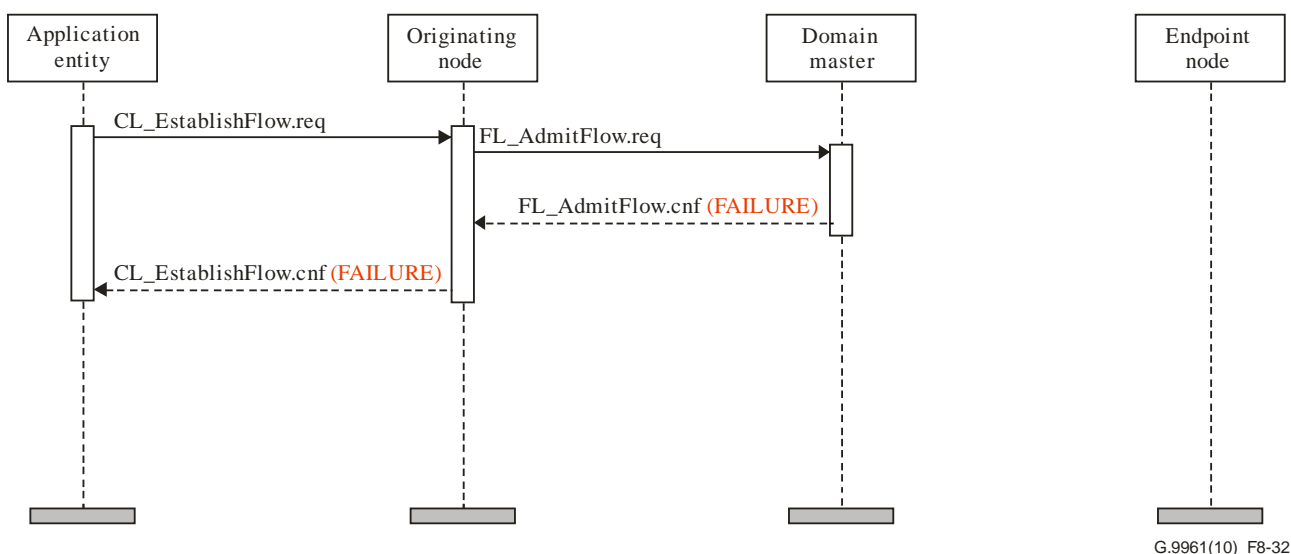 Application
entity
Originating
node
Domain
master
Endpoint
node
CL_EstablishFlow.req
FL_AdmitFlow.req
FL_AdmitFlow.cnf (FAILURE)
CL_EstablishFlow.cnf (FAILURE)
G.9961(10)_F8-32